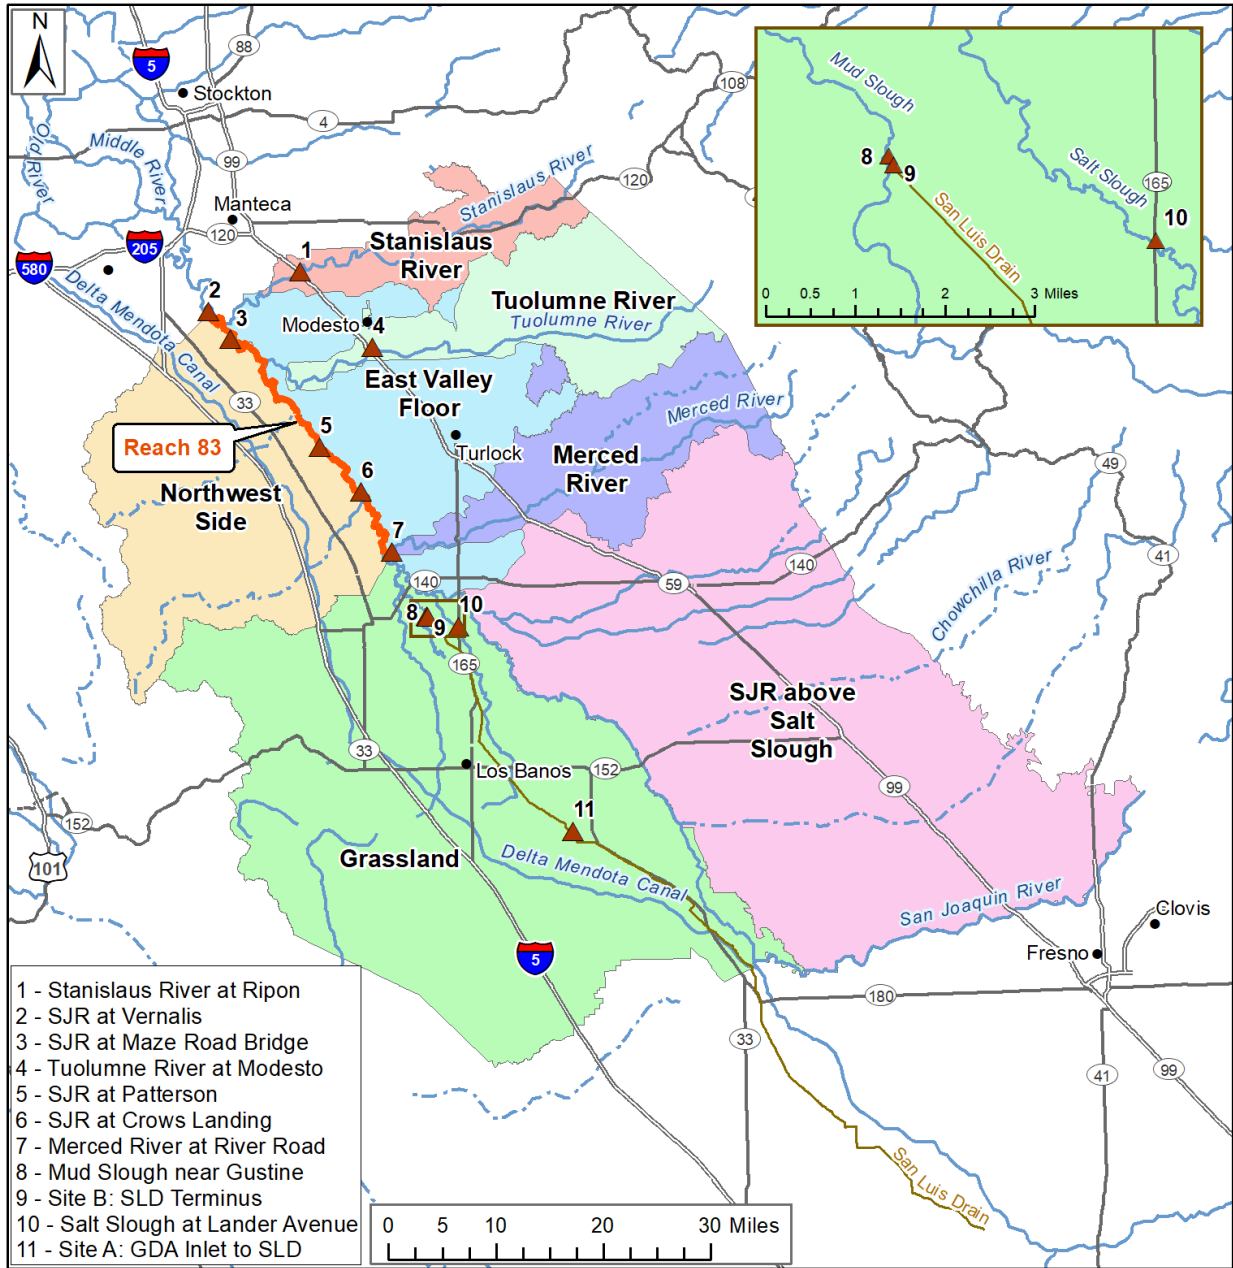 N
5
88
Stockton
4
108
Old River
Middle River
99
Stanislaus River
120
Manteca
120
205
580
1
Stanislaus
River
2
3
Delta Mendota Canal
Modesto
4
Tuolumne River
Tuolumne River
East Valley
Floor
33
Reach 83
5
Turlock
Merced River
Merced
River
6
Northwest
Side
7
49
41
140
140
59
Chowchilla River
8
9
10
165
SJR above
Salt
Slough
33
Los Banos
152
99
152
101
11
Grassland
Delta Mendota Canal
San Joaquin River
Clovis
Fresno
5
180
33
41
99
San Luis Drain
Mud Slough
8
9
Salt Slough
165
10
San Luis Drain
0 0.5 1 2 3 Miles
1 - Stanislaus River at Ripon
2 - SJR at Vernalis
3 - SJR at Maze Road Bridge
4 - Tuolumne River at Modesto
5 - SJR at Patterson
6 - SJR at Crows Landing
7 - Merced River at River Road
8 - Mud Slough near Gustine
9 - Site B: SLD Terminus
10 - Salt Slough at Lander Avenue
11 - Site A: GDA Inlet to SLD
0 5 10 20 30 Miles